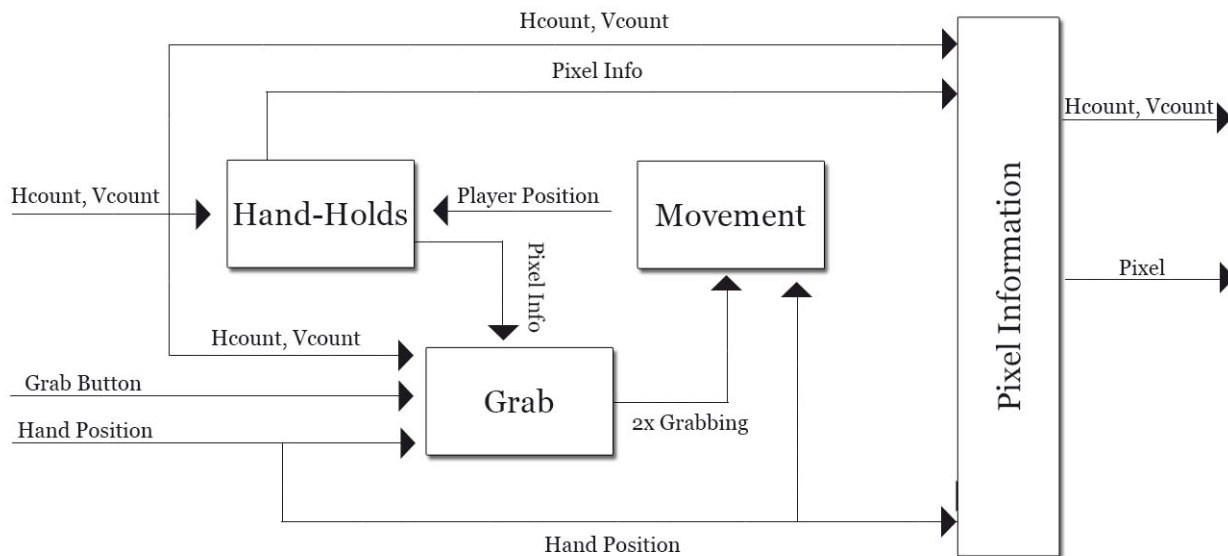 Hcount, Vcount
Pixel Info
Hcount, Vcount
Hcount, Vcount
Hand-Holds
Player Position
Movement
Pixel Info
Pixel Information
Pixel
Hcount, Vcount
Grab Button
Grab
Hand Position
2x Grabbing
Hand Position